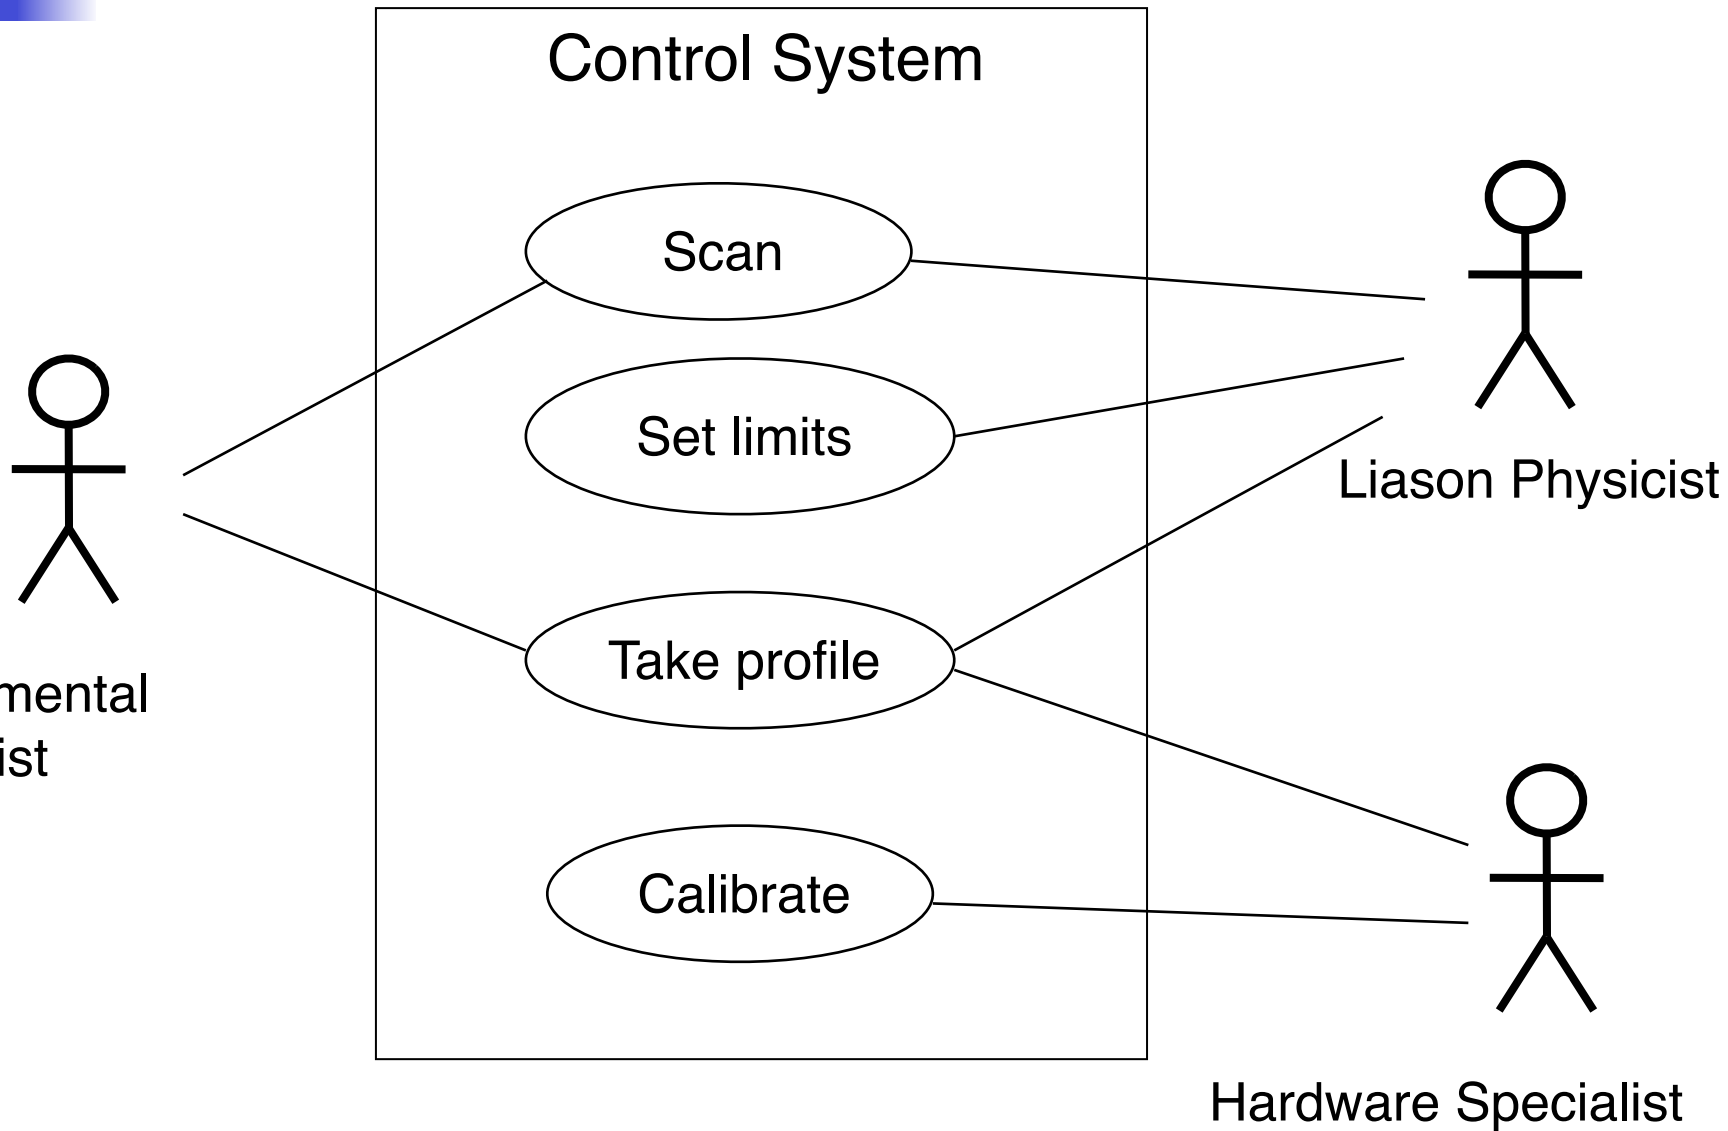 Control System
Scan
Set limits
Liason Physicist
Take profile
mental
ist
Calibrate
Hardware Specialist